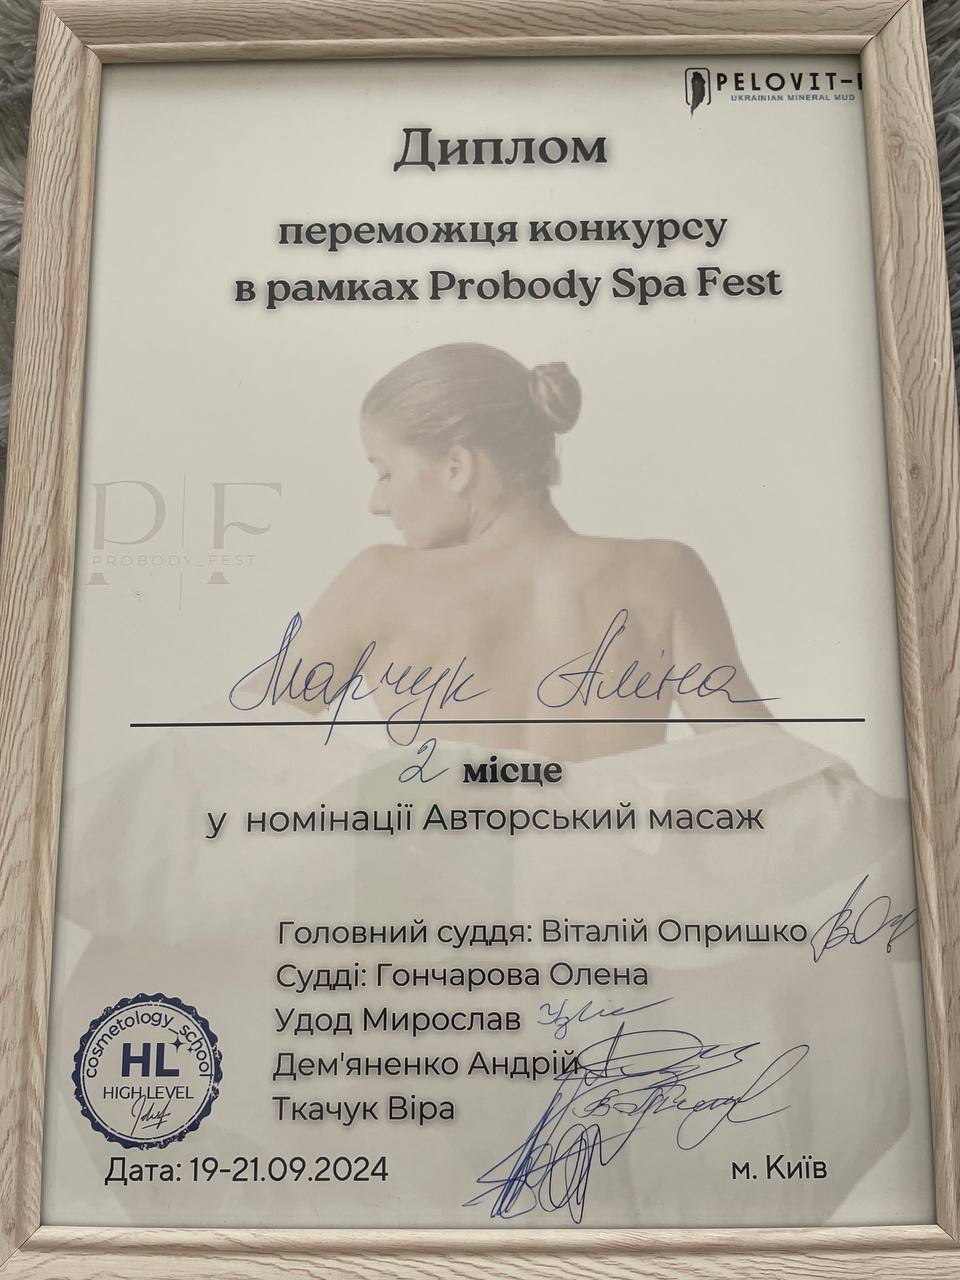 PELOVIT-
UKRAINIAN MINERAL MUD
Диплом
переможця конкурсу
в рамках Probody Spa Fest
P F
PROBODY_FEST
Марчук Аліна
2 місце
у номінації Авторський масаж
Головний суддя: Віталій Опришко
Судді: Гончарова Олена
Удод Мирослав
Дем'яненко Андрій
Ткачук Віра
cosmetology_school
HL
HIGH LEVEL
Дата: 19-21.09.2024
м. Київ